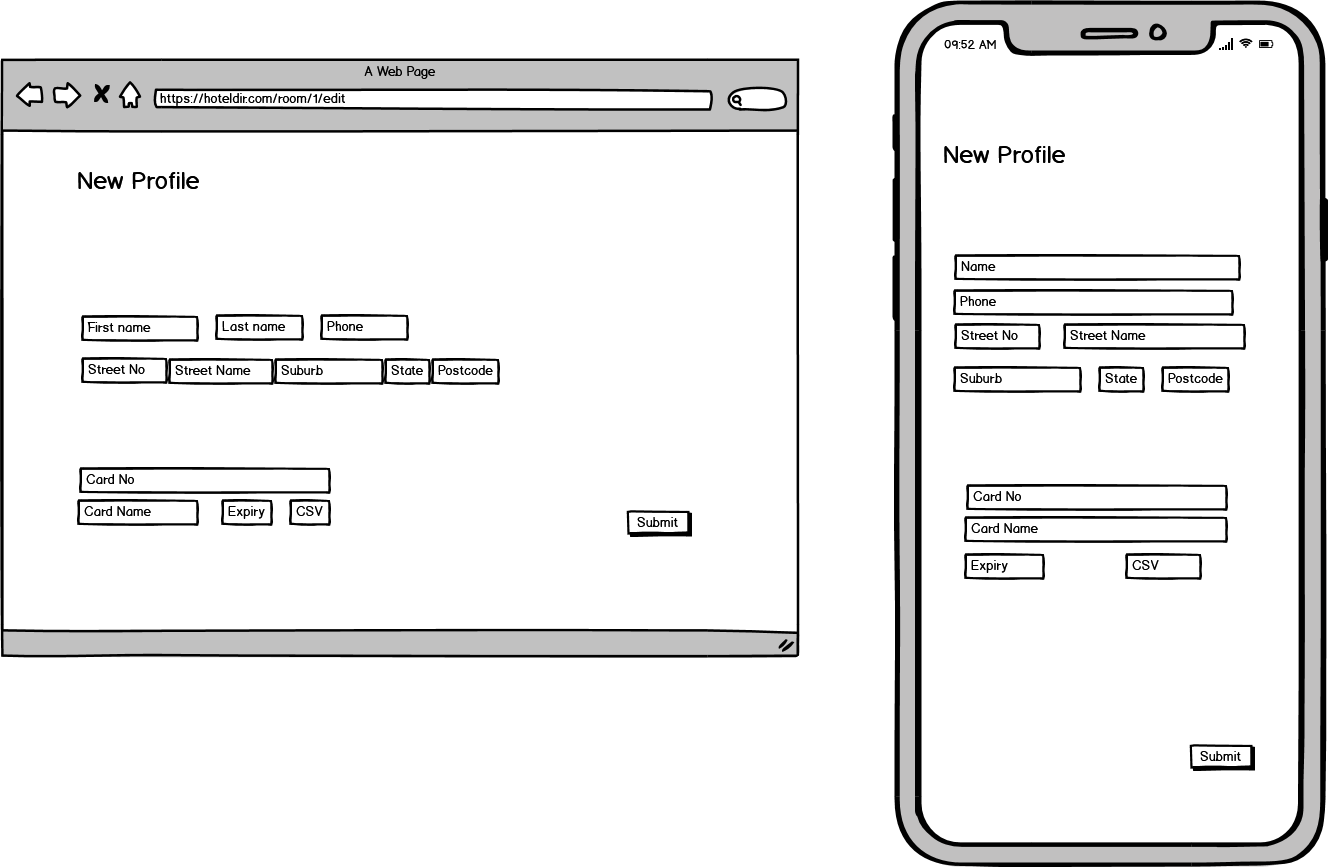 A Web Page
https://hoteldir.com/room/1/edit
New Profile
First name Last name Phone
Street No Street Name Suburb State Postcode
Card No
Card Name Expiry CSV
Submit
09:52 AM
New Profile
Name
Phone
Street No Street Name
Suburb State Postcode
Card No
Card Name
Expiry CSV
Submit